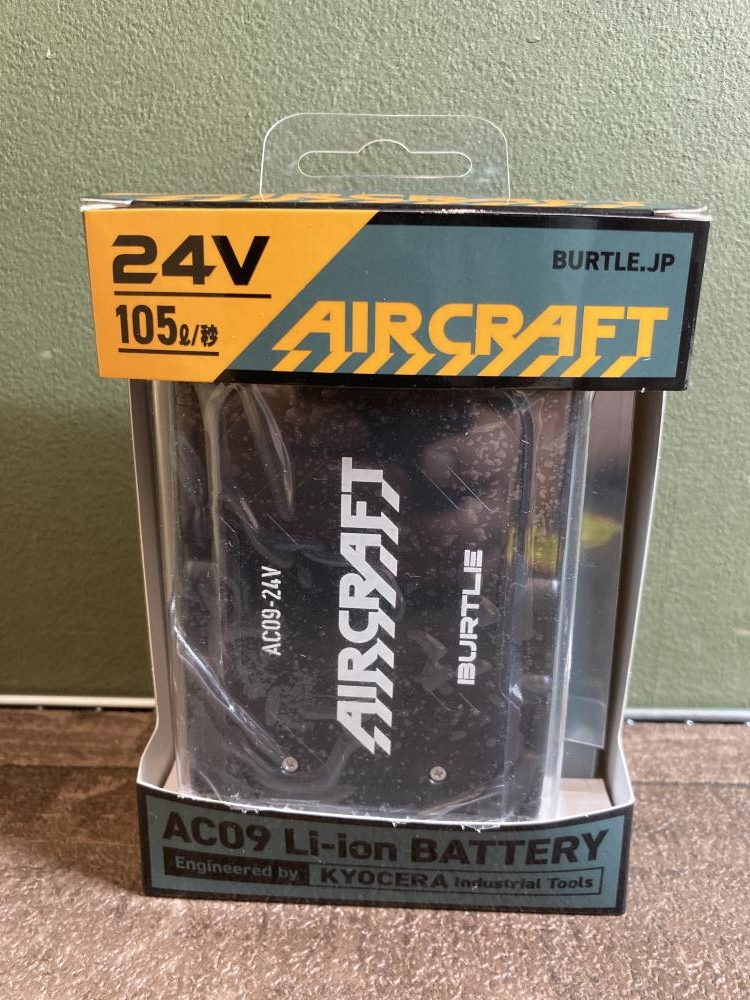 AIRCRAFT
24V
105ℓ/秒
BURTLE.JP
AIRCRAFT
AC09-24V
AIRCRAFT
BURTLE
AC09 Li-ion BATTERY
Engineered by KYOCERA Industrial Tools